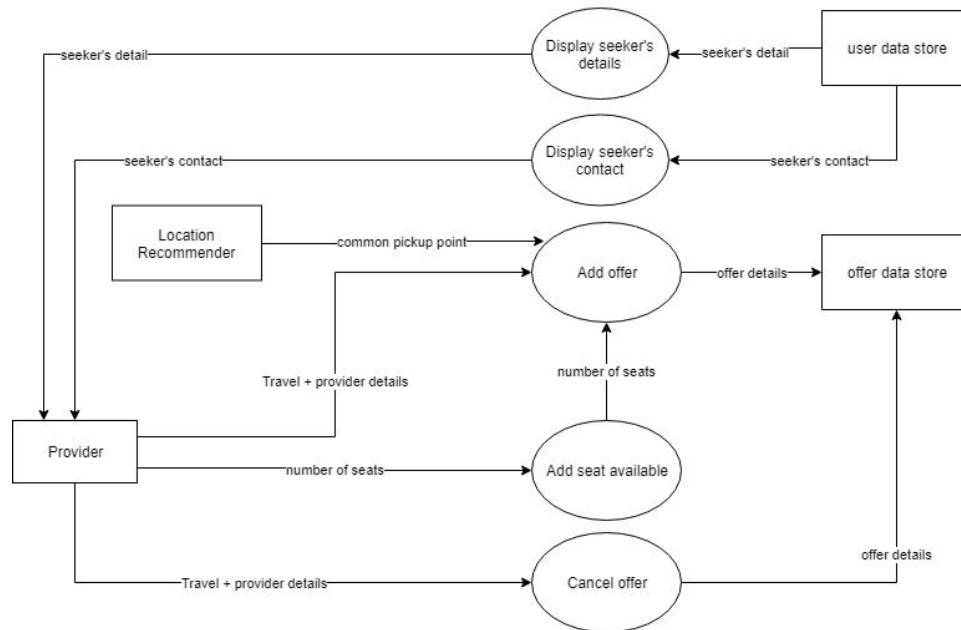 Display seeker's
details
seeker's detail
seeker's detail
user data store
Display seeker's
contact
seeker's contact
seeker's contact
Location
Recommender
common pickup point
Add offer
offer details
offer data store
Travel + provider details
number of seats
Provider
number of seats
Add seat available
Travel + provider details
Cancel offer
offer details